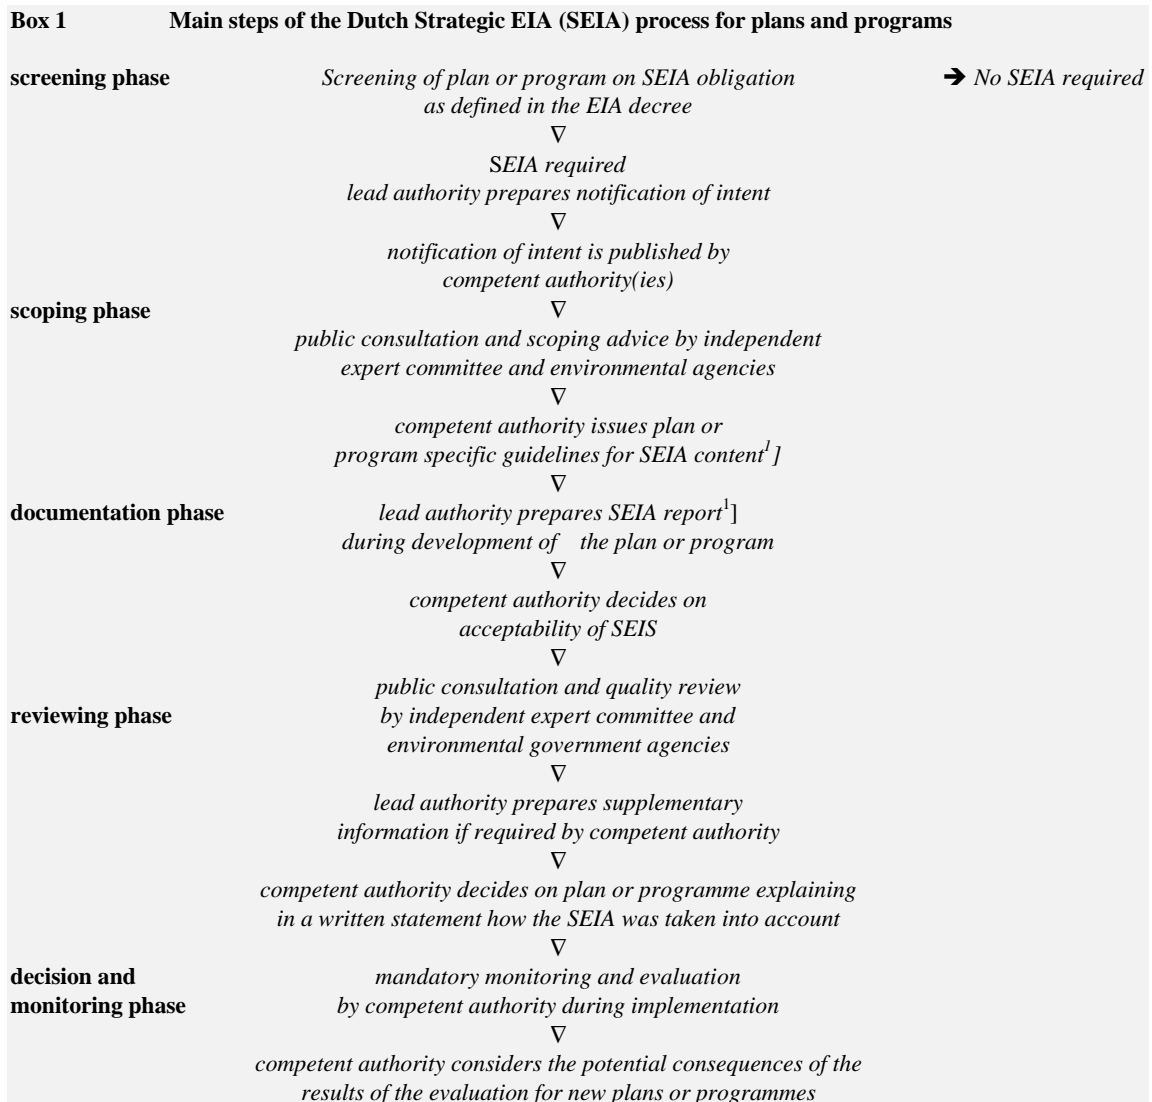 Box 1 Main steps of the Dutch Strategic EIA (SEIA) process for plans and programs
screening phase Screening of plan or program on SEIA obligation ➔ No SEIA required
as defined in the EIA decree
∇
SEIA required
lead authority prepares notification of intent
∇
notification of intent is published by
competent authority(ies)
scoping phase ∇
public consultation and scoping advice by independent
expert committee and environmental agencies
∇
competent authority issues plan or
program specific guidelines for SEIA content¹]
∇
documentation phase lead authority prepares SEIA report¹]
during development of the plan or program
∇
competent authority decides on
acceptability of SEIS
∇
public consultation and quality review
reviewing phase by independent expert committee and
environmental government agencies
∇
lead authority prepares supplementary
information if required by competent authority
∇
competent authority decides on plan or programme explaining
in a written statement how the SEIA was taken into account
∇
decision and mandatory monitoring and evaluation
monitoring phase by competent authority during implementation
∇
competent authority considers the potential consequences of the
results of the evaluation for new plans or programmes